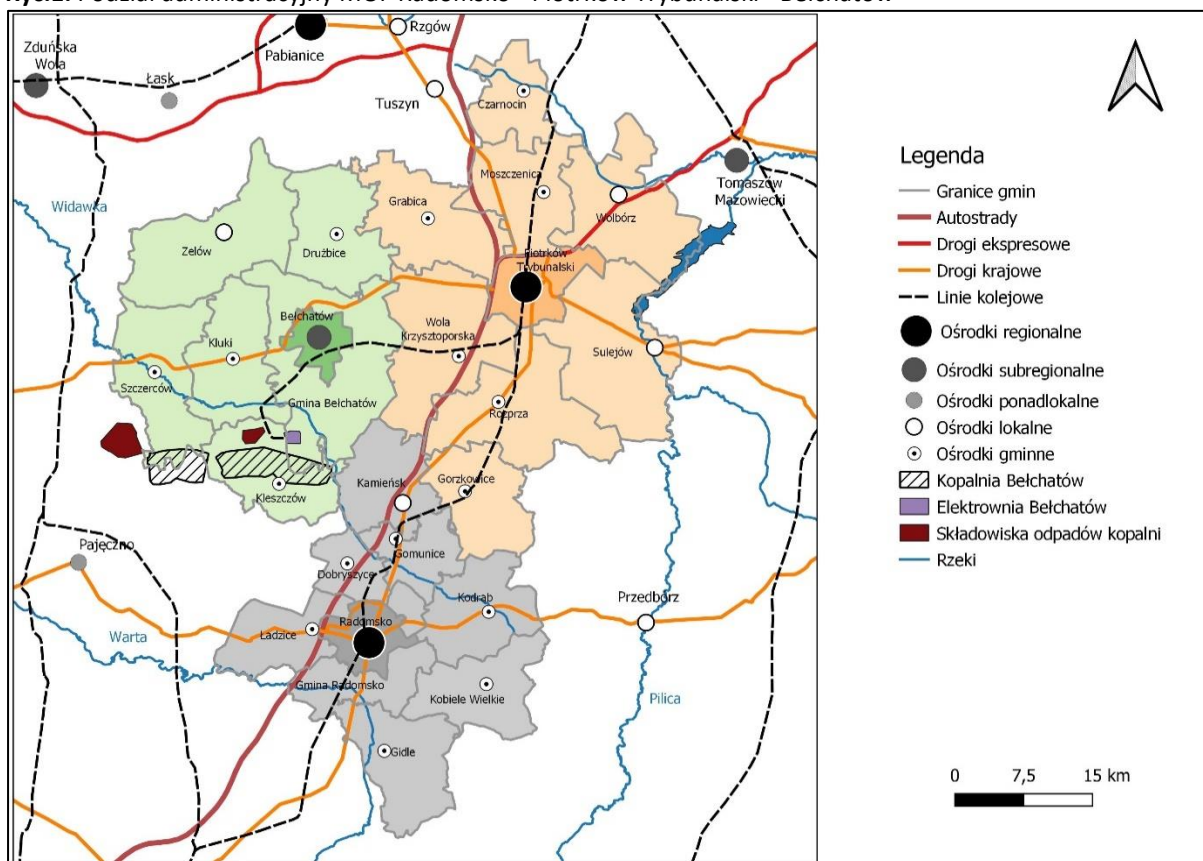 Zduńska
Wola
Łask
Pabianice
Rzgów
Tuszyn
Czarnocin
Moszczenica
Wolbórz
Tomaszów
Mazowiecki
Widawka
Grabica
Zelów
Drużbice
Piotrków
Trybunalski
Bełchatów
Wola
Krzysztoporska
Kluki
Sulejów
Szczerców
Gmina Bełchatów
Rozprza
Kamieńsk
Gorzkowice
Kleszczów
Pajęczno
Gomunice
Dobryszyce
Kodrąb
Przedbórz
Radomsko
Ładzice
Warta
Gmina Radomsko
Kobiele Wielkie
Pilica
Gidle
Legenda
Granice gmin
Autostrady
Drogi ekspresowe
Drogi krajowe
Linie kolejowe
Ośrodki regionalne
Ośrodki subregionalne
Ośrodki ponadlokalne
Ośrodki lokalne
Ośrodki gminne
Kopalnia Bełchatów
Elektrownia Bełchatów
Składowiska odpadów kopalni
Rzeki
0 7,5 15 km